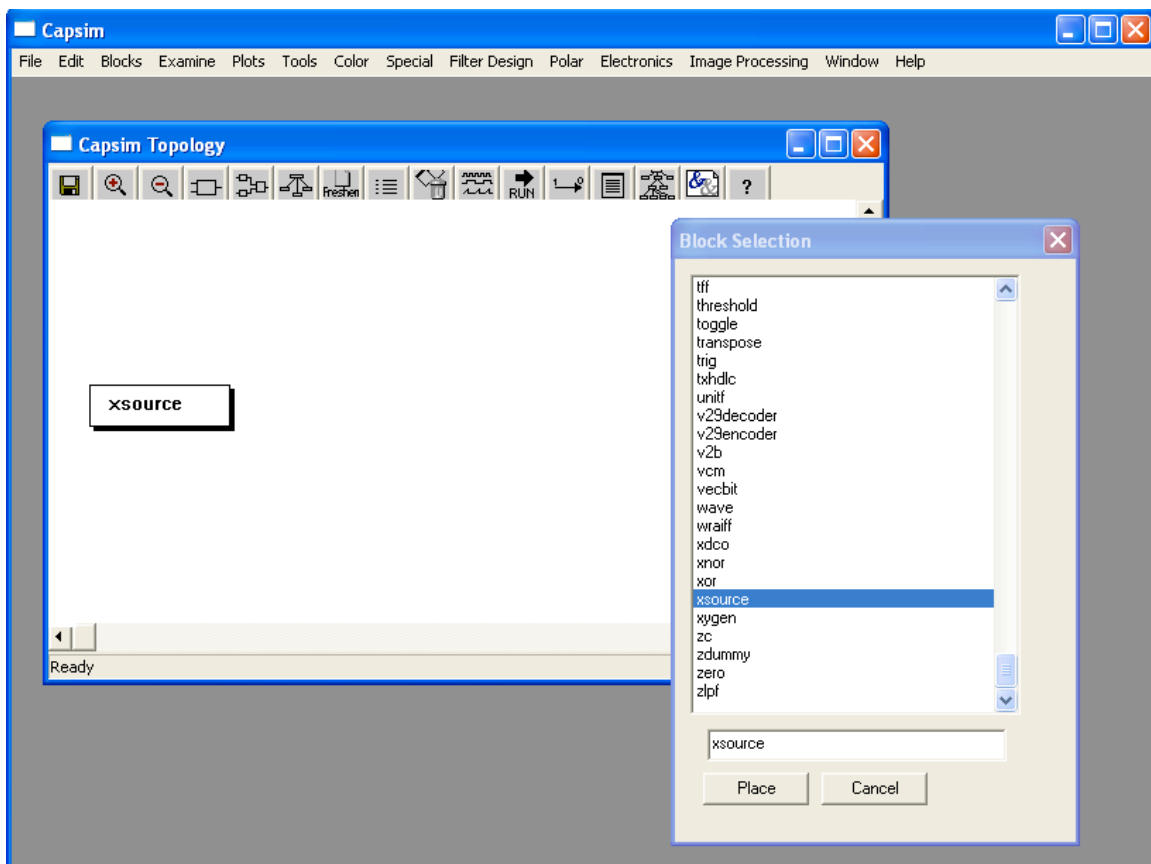 Capsim
File Edit Blocks Examine Plots Tools Color Special Filter Design Polar Electronics Image Processing Window Help
Capsim Topology
Freshen RUN && ?
xsource
Ready
Block Selection
tff
threshold
toggle
transpose
trig
txhdlc
unitf
v29decoder
v29encoder
v2b
vcm
vecbit
wave
wraiff
xdco
xnor
xor
xsource
xygen
zc
zdummy
zero
zlpf
xsource
Place Cancel